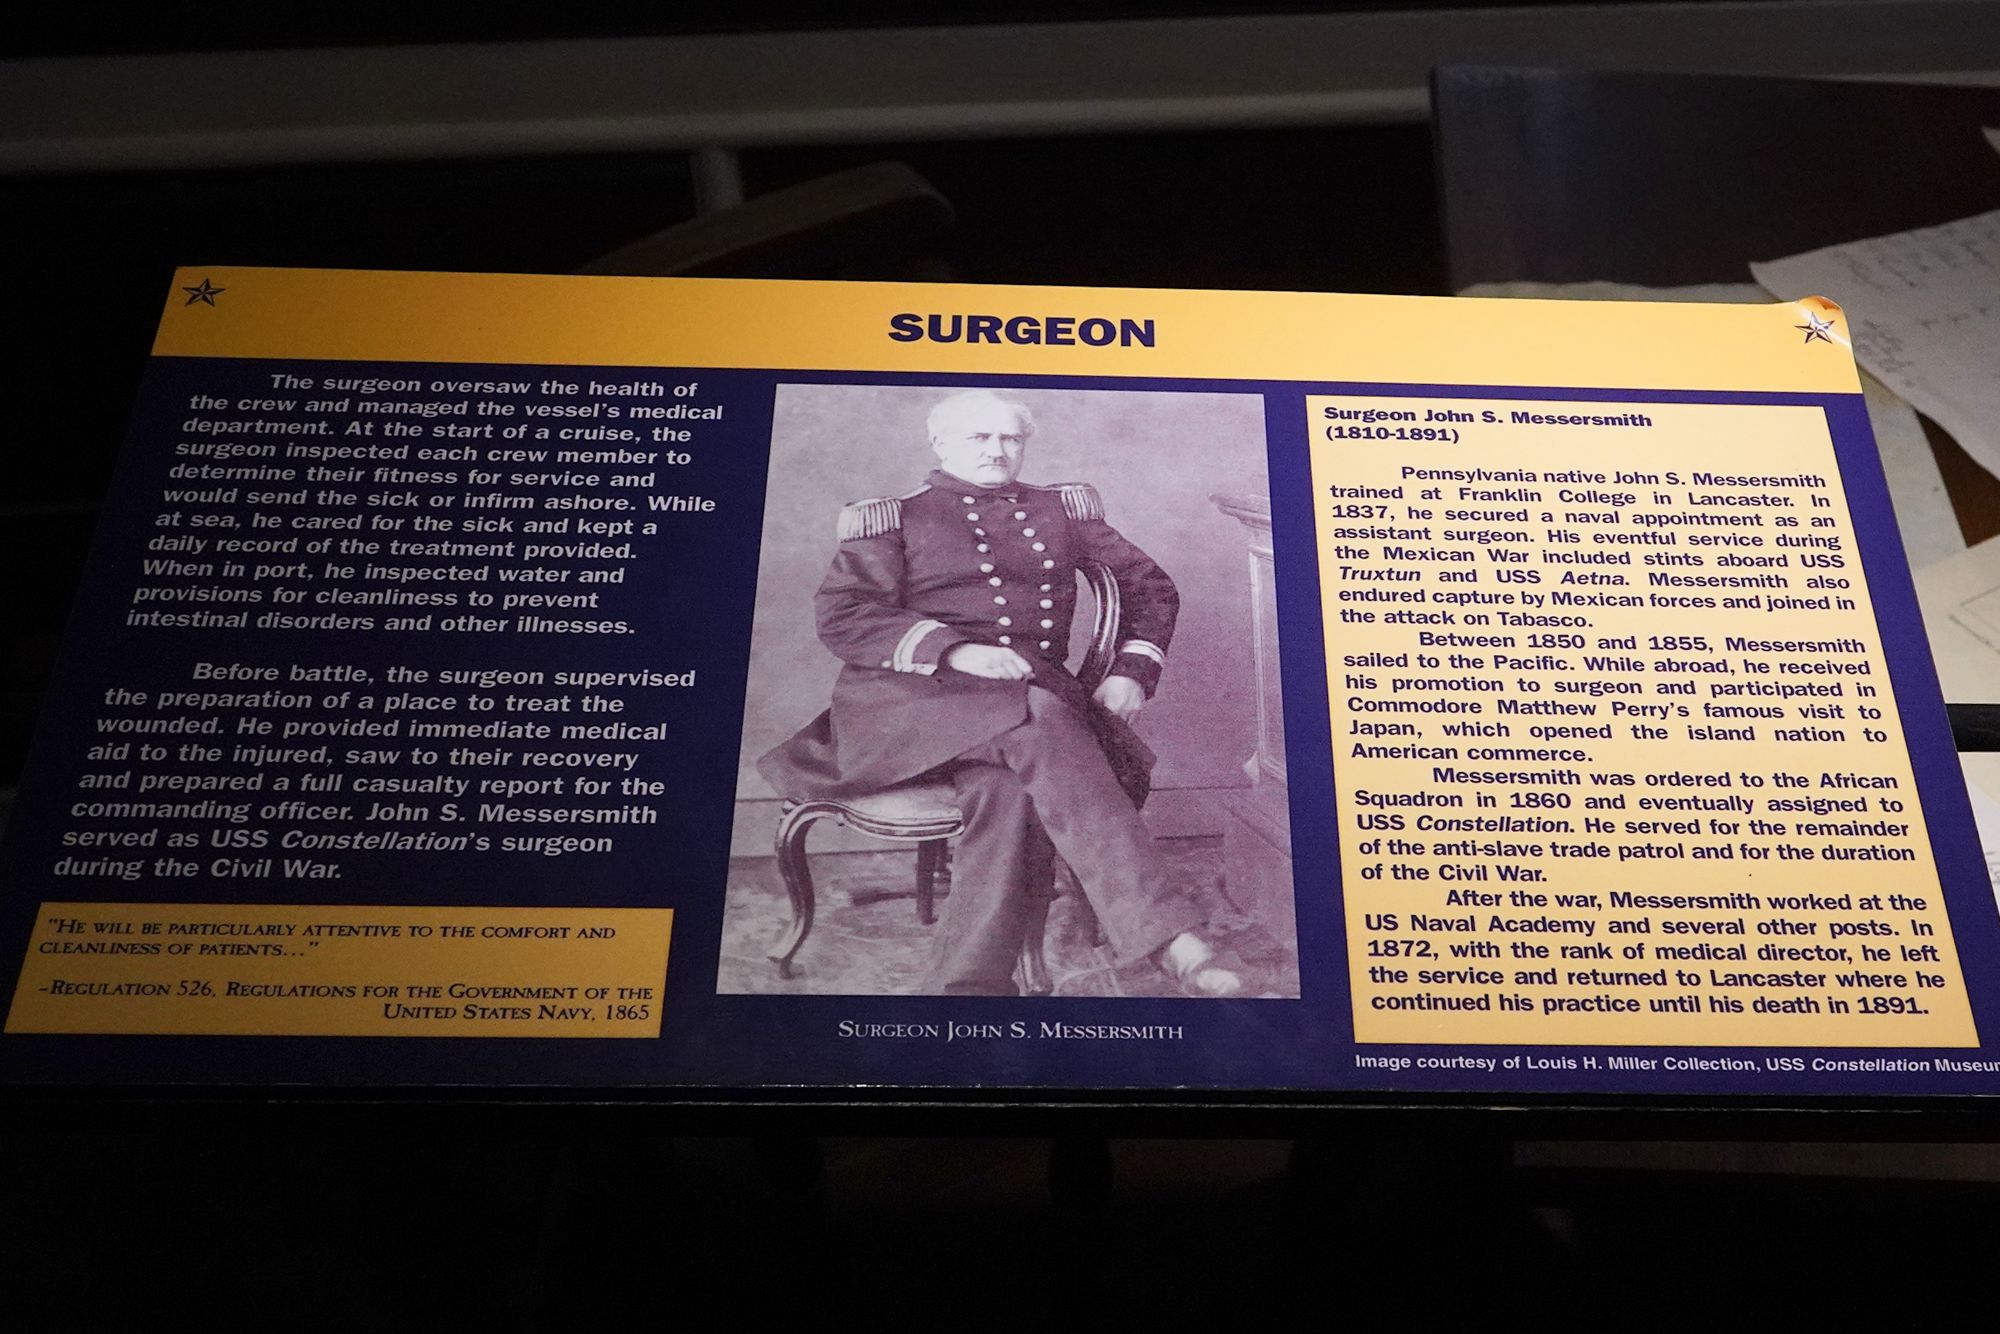 SURGEON
The surgeon oversaw the health of
the crew and managed the vessel's medical
department. At the start of a cruise, the
surgeon inspected each crew member to
determine their fitness for service and
would send the sick or infirm ashore. While
at sea, he cared for the sick and kept a
daily record of the treatment provided.
When in port, he inspected water and
provisions for cleanliness to prevent
intestinal disorders and other illnesses.
Before battle, the surgeon supervised
the preparation of a place to treat the
wounded. He provided immediate medical
aid to the injured, saw to their recovery
and prepared a full casualty report for the
commanding officer. John S. Messersmith
served as USS Constellation's surgeon
during the Civil War.
"HE WILL BE PARTICULARLY ATTENTIVE TO THE COMFORT AND
CLEANLINESS OF PATIENTS..."
-REGULATION 526, REGULATIONS FOR THE GOVERNMENT OF THE
UNITED STATES NAVY, 1865
SURGEON JOHN S. MESSERSMITH
Surgeon John S. Messersmith
(1810-1891)
Pennsylvania native John S. Messersmith
trained at Franklin College in Lancaster. In
1837, he secured a naval appointment as an
assistant surgeon. His eventful service during
the Mexican War included stints aboard USS
Truxtun and USS Aetna. Messersmith also
endured capture by Mexican forces and joined in
the attack on Tabasco.
Between 1850 and 1855, Messersmith
sailed to the Pacific. While abroad, he received
his promotion to surgeon and participated in
Commodore Matthew Perry's famous visit to
Japan, which opened the island nation to
American commerce.
Messersmith was ordered to the African
Squadron in 1860 and eventually assigned to
USS Constellation. He served for the remainder
of the anti-slave trade patrol and for the duration
of the Civil War.
After the war, Messersmith worked at the
US Naval Academy and several other posts. In
1872, with the rank of medical director, he left
the service and returned to Lancaster where he
continued his practice until his death in 1891.
Image courtesy of Louis H. Miller Collection, USS Constellation Museum